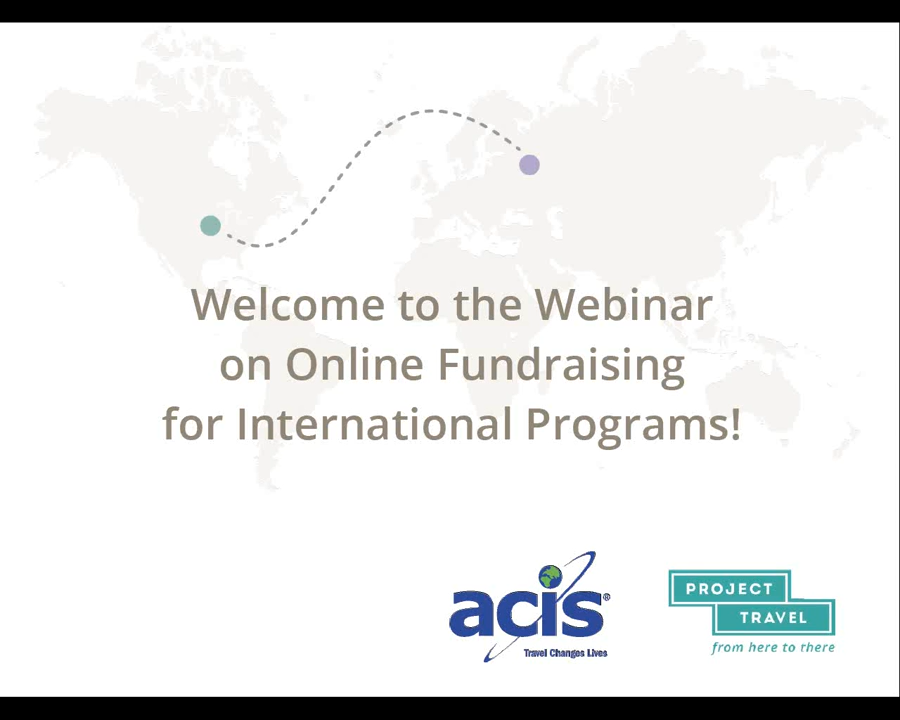 Welcome to the Webinar
on Online Fundraising
for International Programs!
acis®
Travel Changes Lives
PROJECT
TRAVEL
from here to there